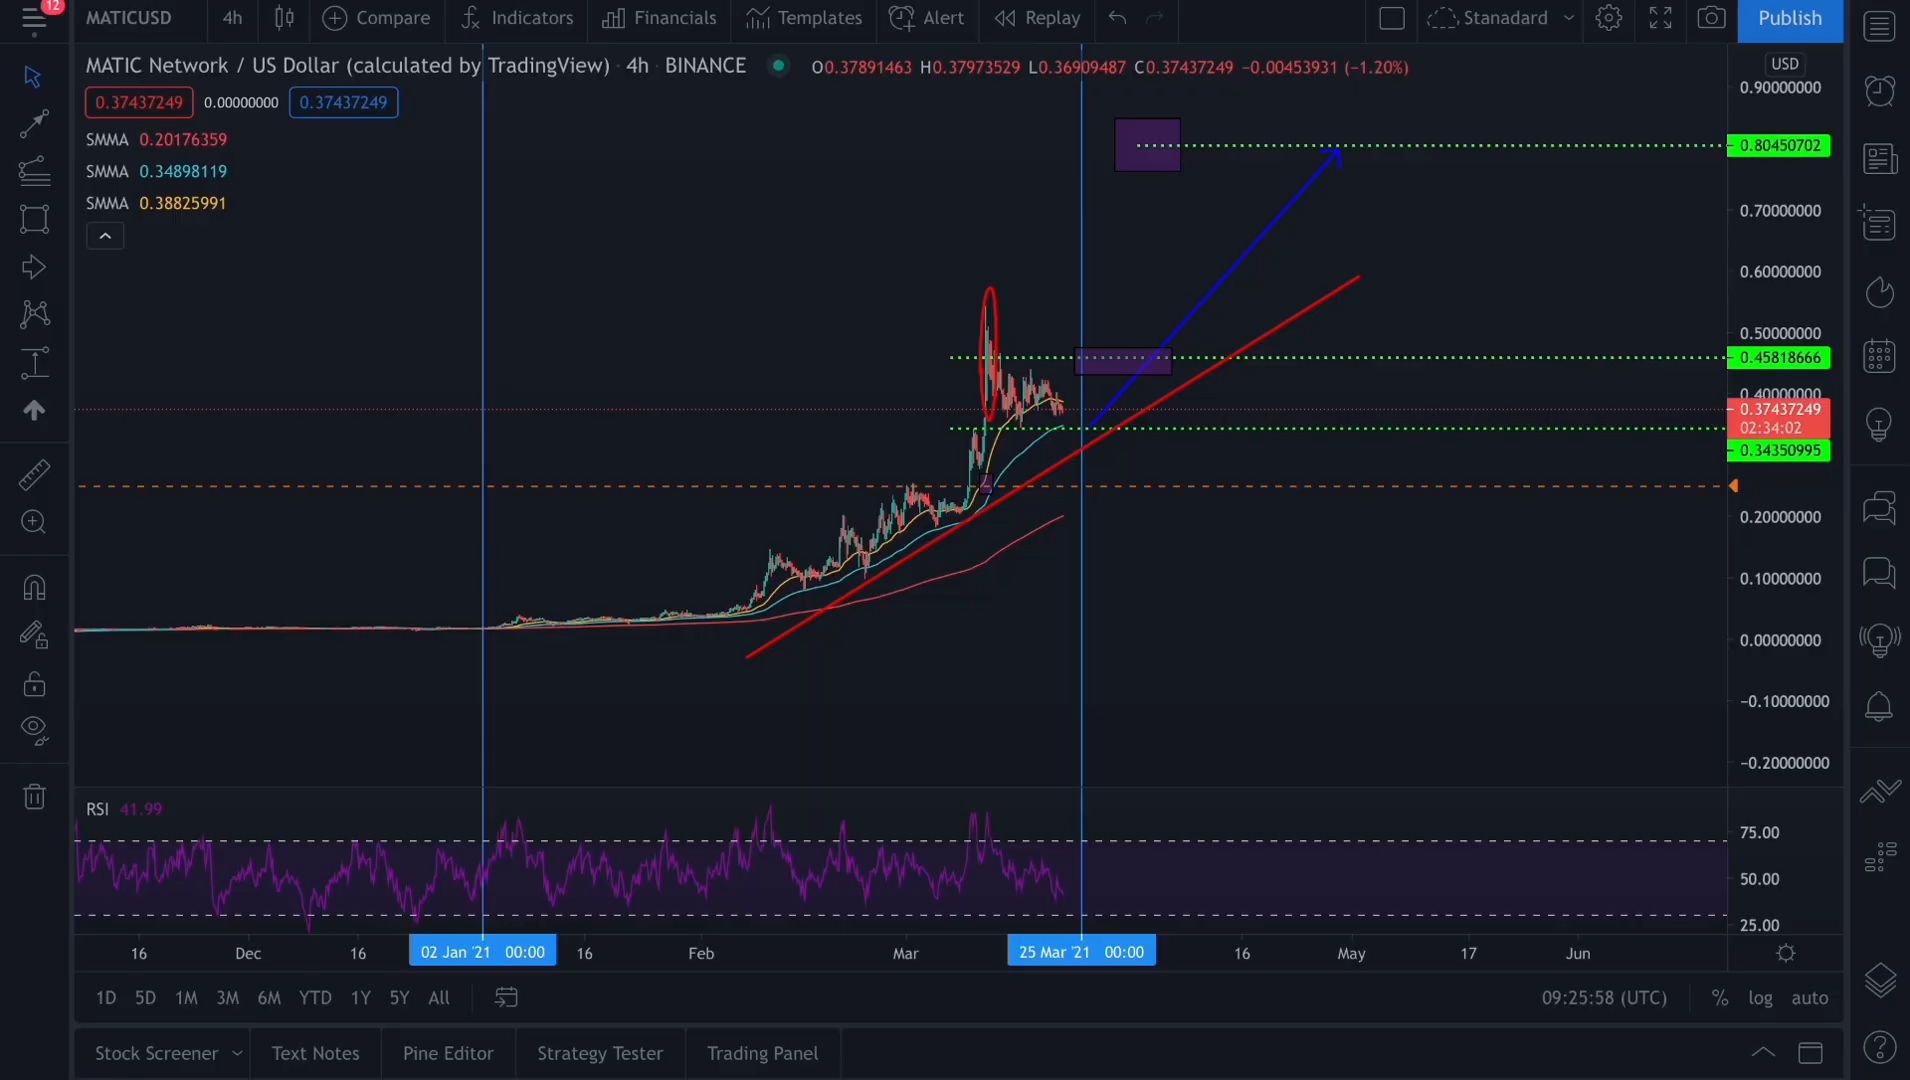 12
MATICUSD 4h Compare Indicators Financials Templates Alert Replay Stanadard Publish
MATIC Network / US Dollar (calculated by TradingView) · 4h · BINANCE O0.37891463 H0.37973529 L0.36909487 C0.37437249 −0.00453931 (−1.20%)
0.37437249 0.00000000 0.37437249
SMMA 0.20176359
SMMA 0.34898119
SMMA 0.38825991
USD
0.90000000
0.80450702
0.70000000
0.60000000
0.50000000
0.45818666
0.40000000
0.37437249
02:34:02
0.34350995
0.20000000
0.10000000
0.00000000
−0.10000000
−0.20000000
RSI 41.99
75.00
50.00
25.00
16 Dec 16 02 Jan '21 00:00 16 Feb Mar 25 Mar '21 00:00 16 May 17 Jun
1D 5D 1M 3M 6M YTD 1Y 5Y All 09:25:58 (UTC) % log auto
Stock Screener Text Notes Pine Editor Strategy Tester Trading Panel